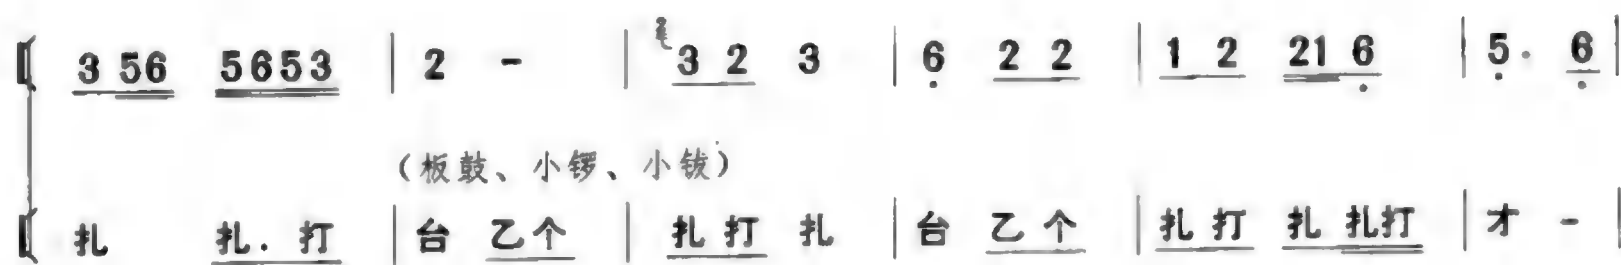 3 56 5653 | 2 - | 3 2 3 | 6 2 2 | 1 2 21 6 | 5. 6 |
（板鼓、小锣、小钹）
扎 扎. 打 | 台 乙个 | 扎打 扎 | 台 乙个 | 扎打 扎 扎打 | 才 - |